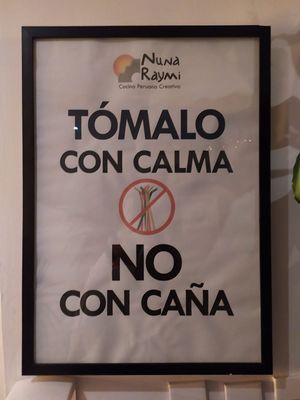 Nuna
Raymi
Cocina Peruana Creativa
TÓMALO
CON CALMA
NO
CON CAÑA